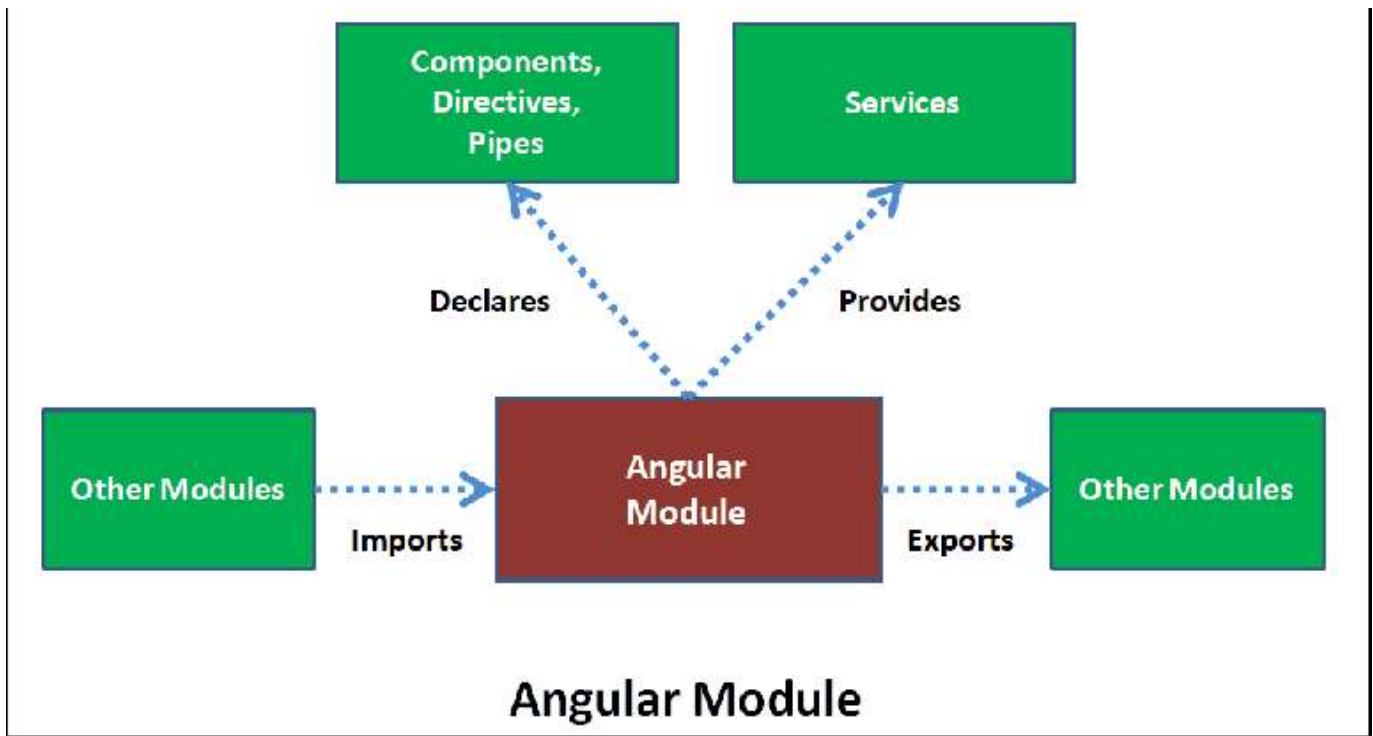 Components,
Directives,
Pipes
Services
Declares
Provides
Other Modules
Imports
Angular
Module
Exports
Other Modules
Angular Module